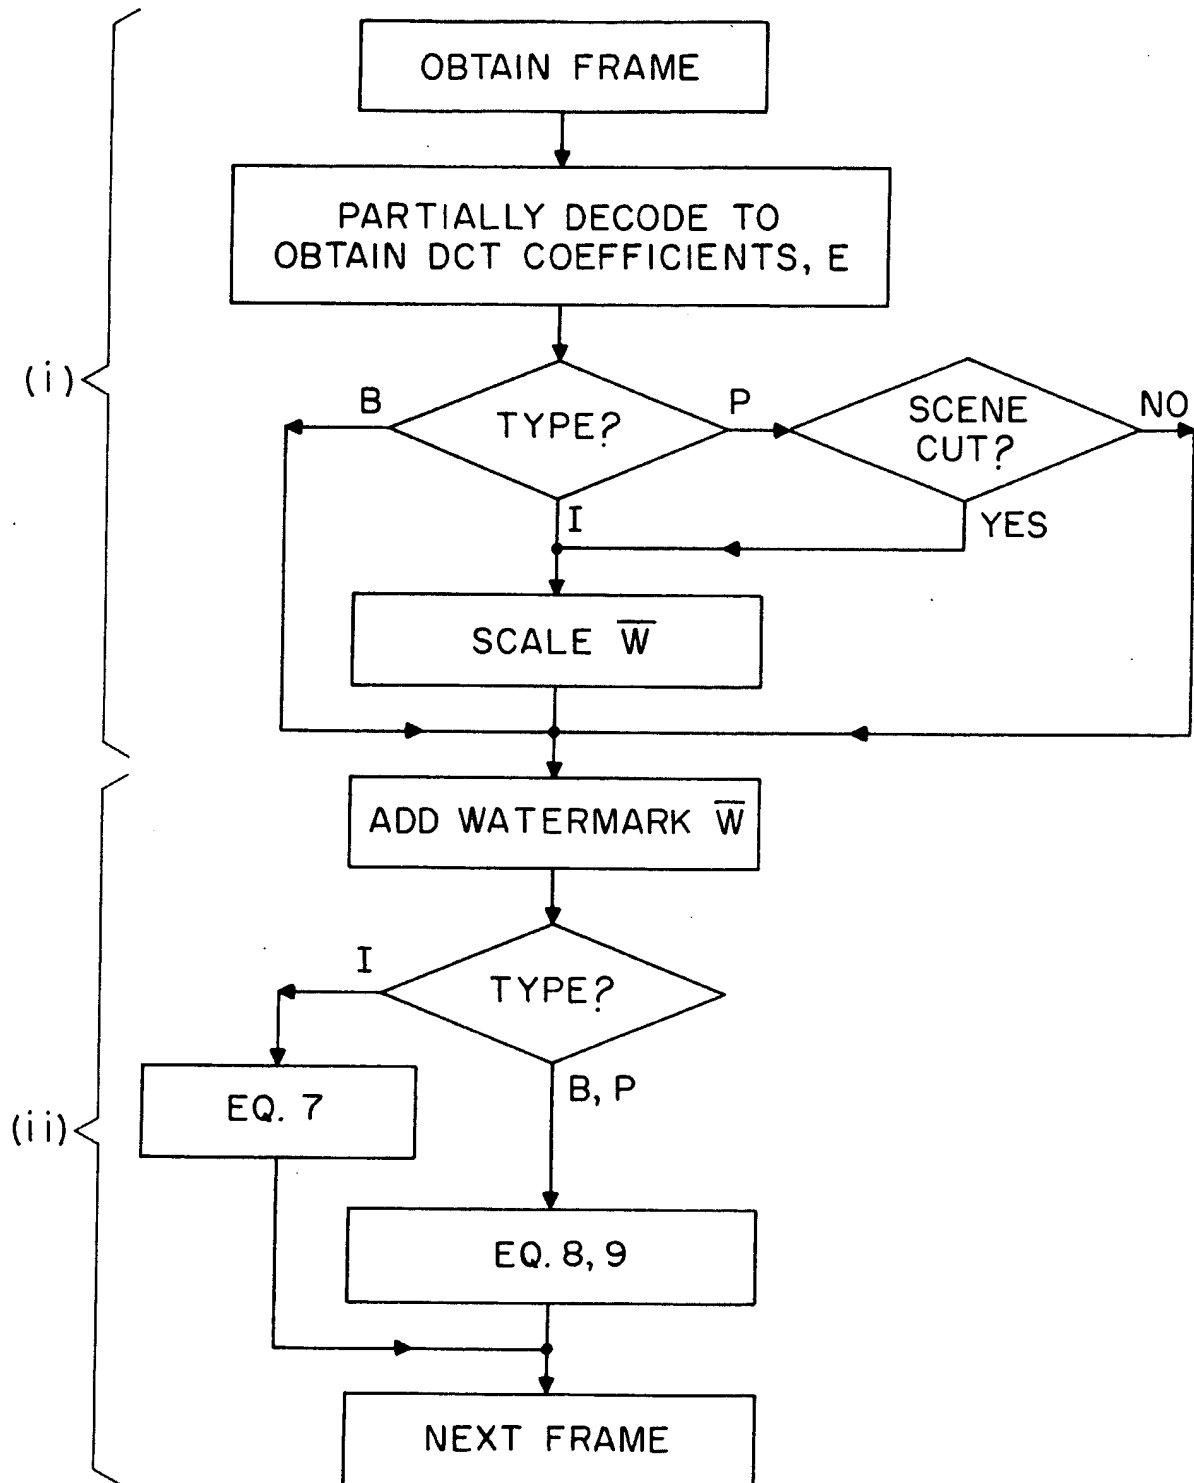 OBTAIN FRAME
PARTIALLY DECODE TO
OBTAIN DCT COEFFICIENTS, E
(i)
B
TYPE?
P
SCENE
CUT?
NO
I
YES
SCALE W̅
ADD WATERMARK W̅
I
TYPE?
B, P
EQ. 7
(ii)
EQ. 8, 9
NEXT FRAME